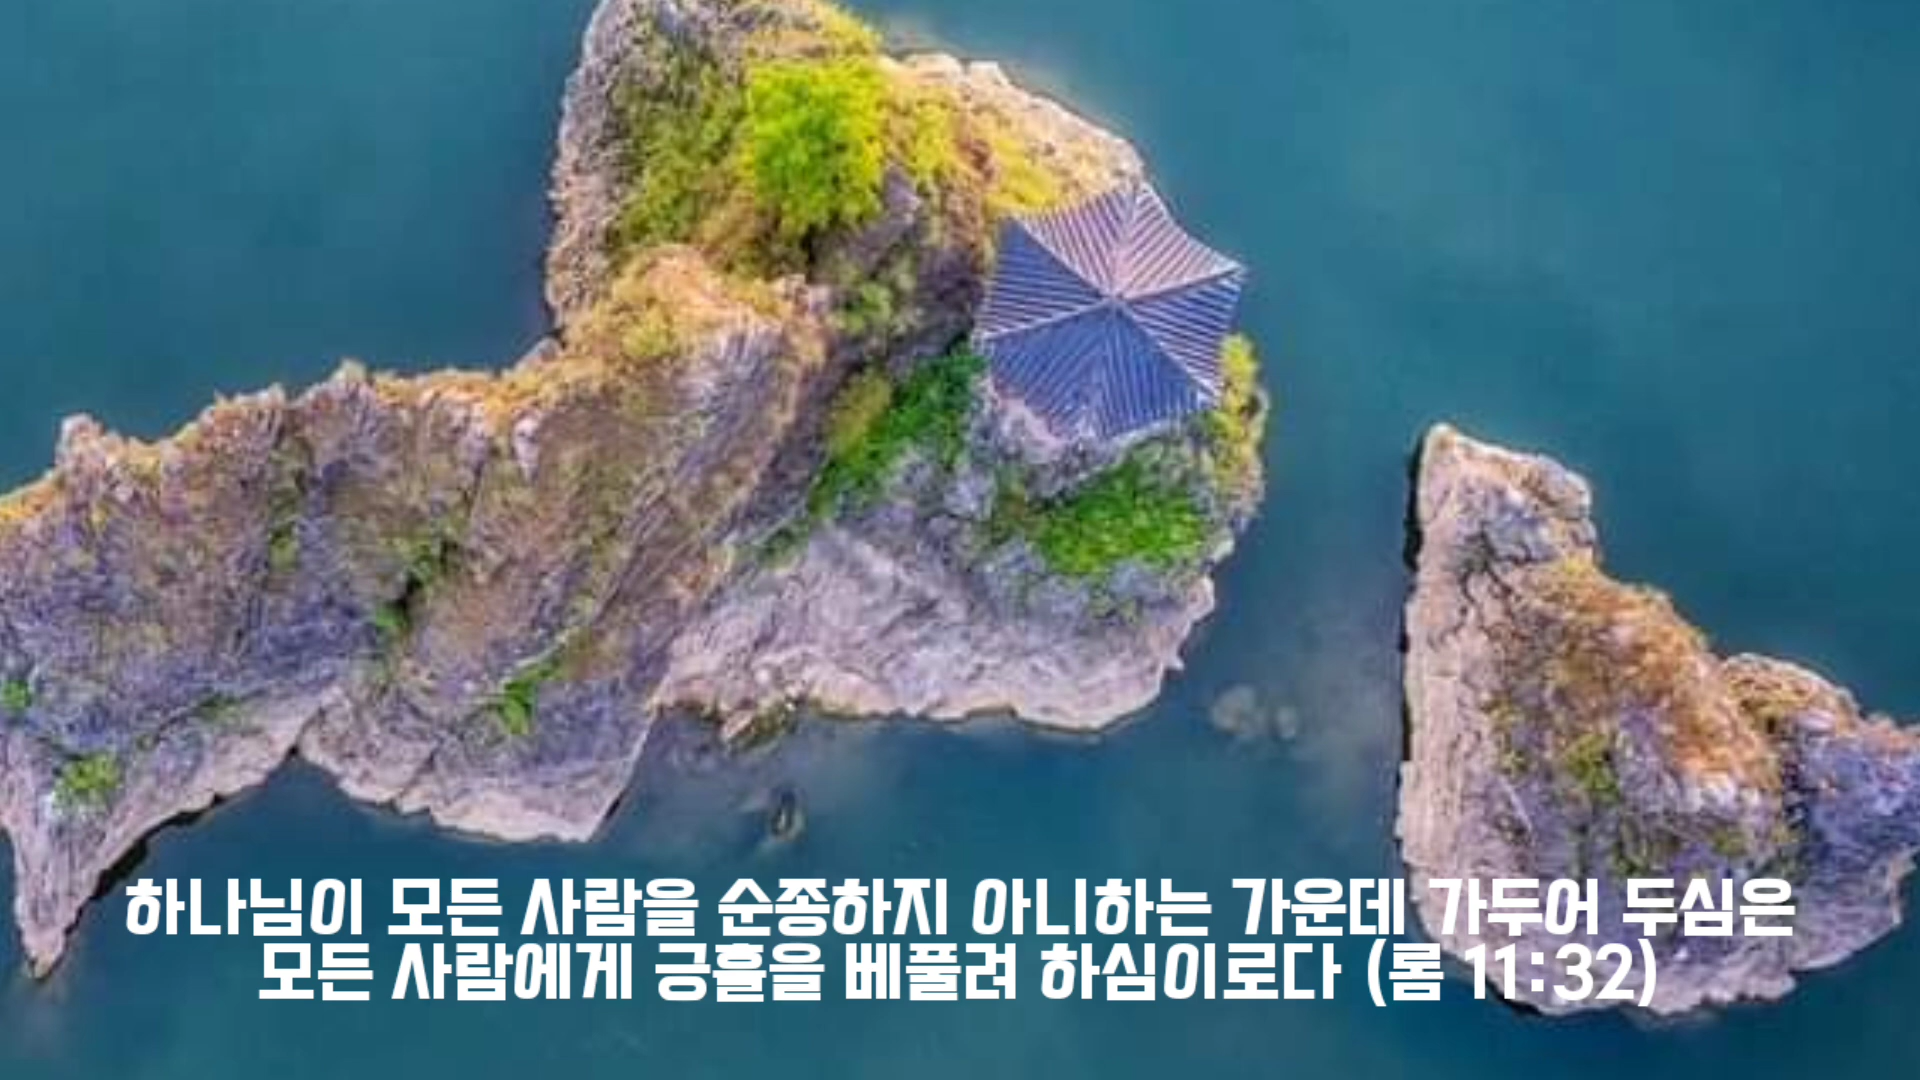 하나님이 모든 사람을 순종하지 아니하는 가운데 가두어 두심은
모든 사람에게 긍휼을 베풀려 하심이로다 (롬 11:32)